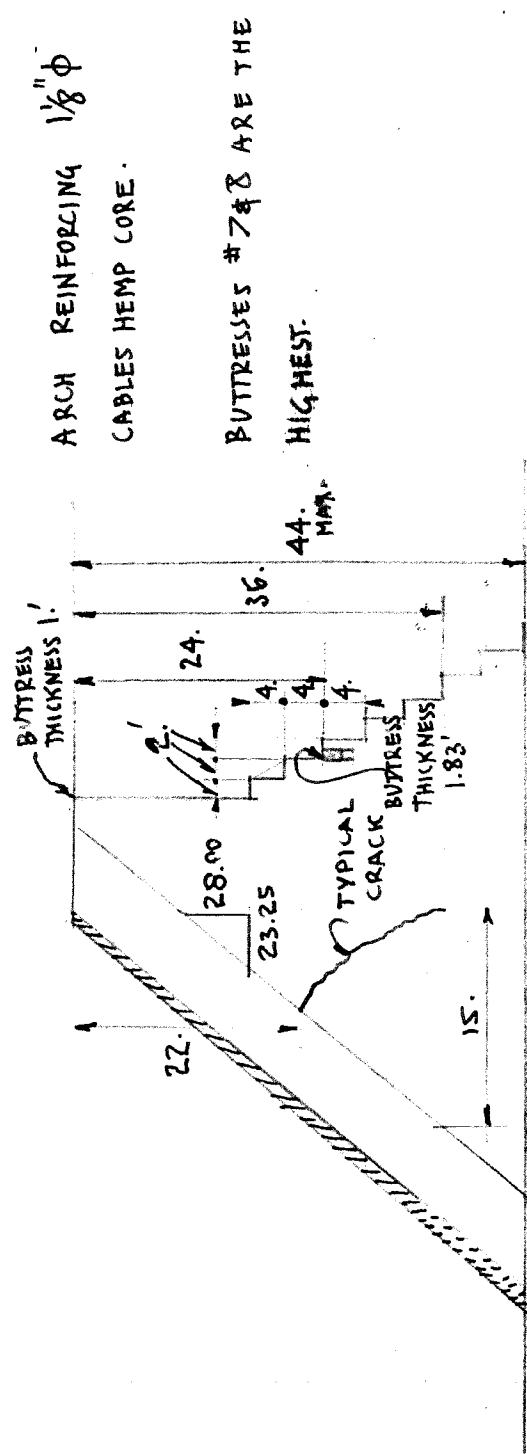 ARCH REINFORCING 1⅛"ϕ
CABLES HEMP CORE.
BUTTRESSES #7&8 ARE THE
HIGHEST.
BUTTRESS
THICKNESS 1.'
22.
28.00
23.25
2.'
24.
36.
44.
MAX.
4.
4.
4.
TYPICAL
CRACK
BUTTRESS
THICKNESS
1.83'
15.